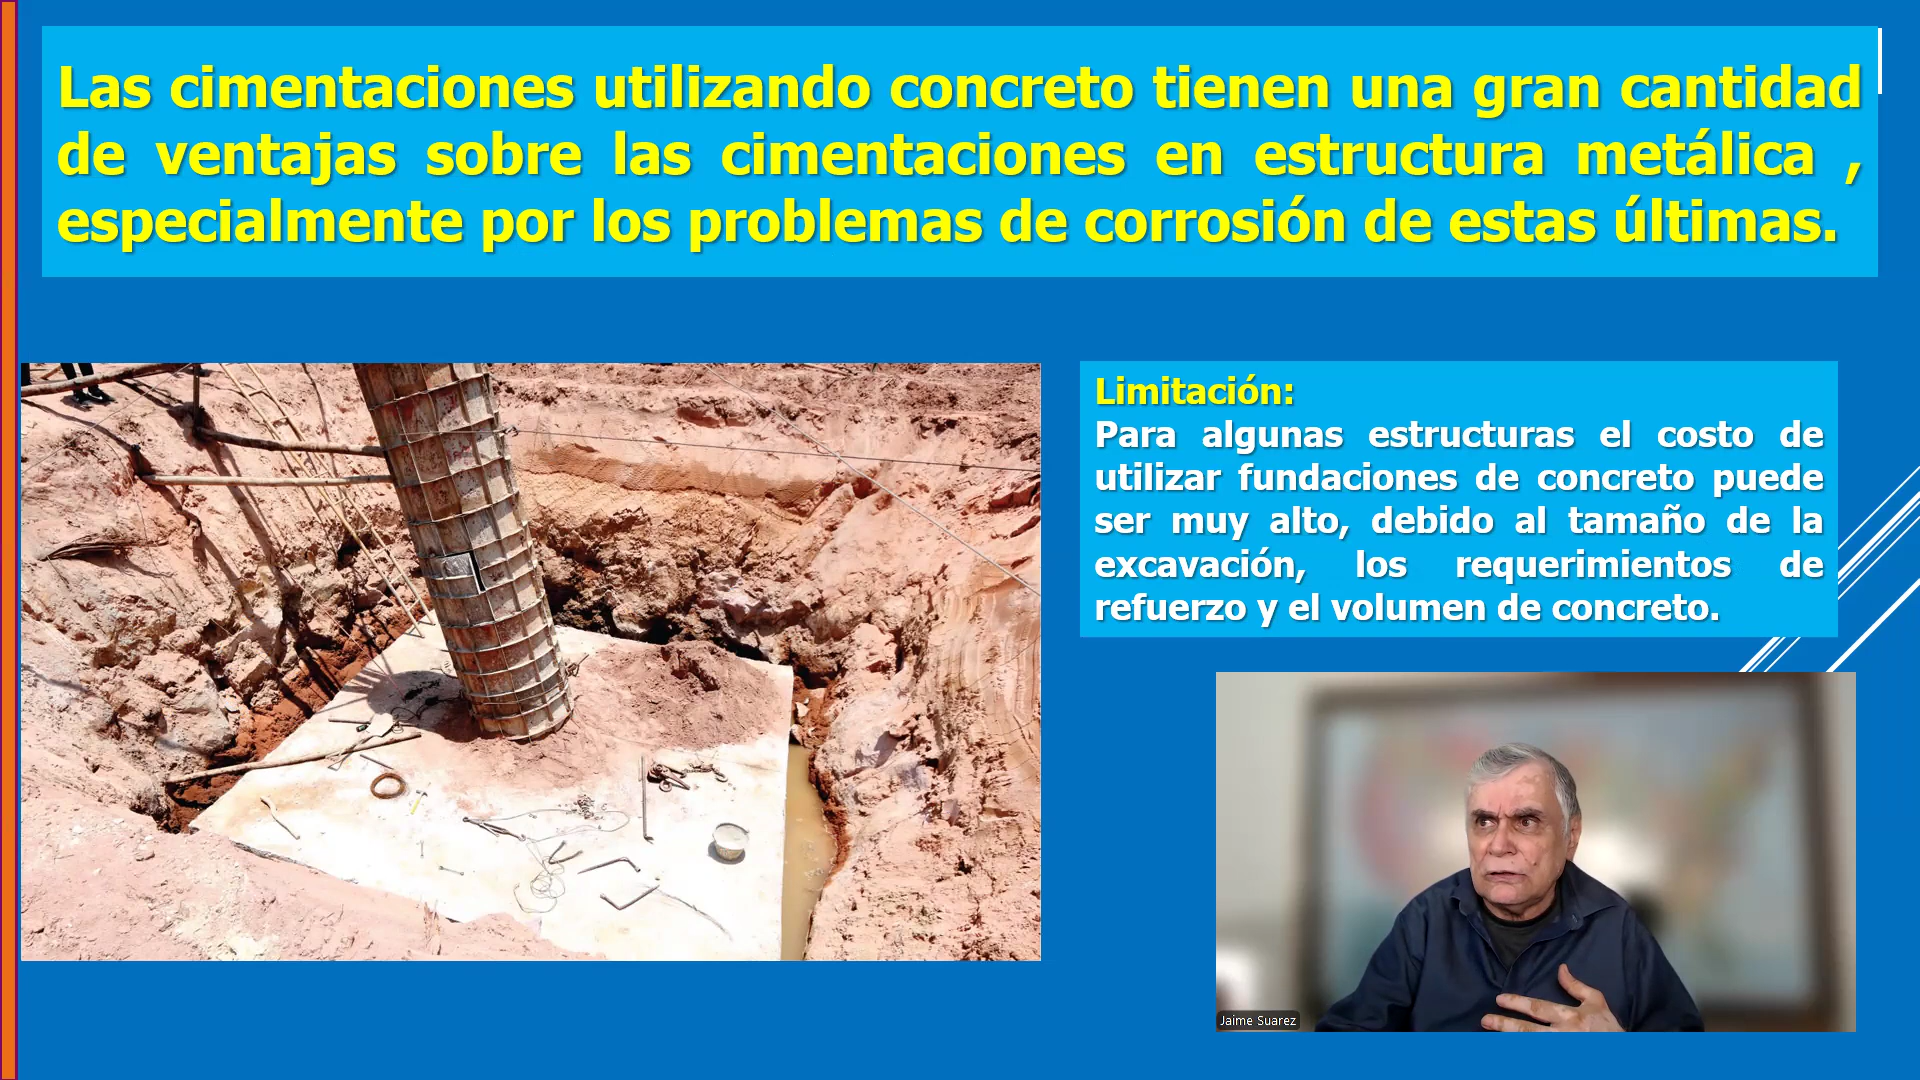 Las cimentaciones utilizando concreto tienen una gran cantidad
de ventajas sobre las cimentaciones en estructura metálica ,
especialmente por los problemas de corrosión de estas últimas.
Limitación:
Para algunas estructuras el costo de
utilizar fundaciones de concreto puede
ser muy alto, debido al tamaño de la
excavación, los requerimientos de
refuerzo y el volumen de concreto.
Jaime Suarez